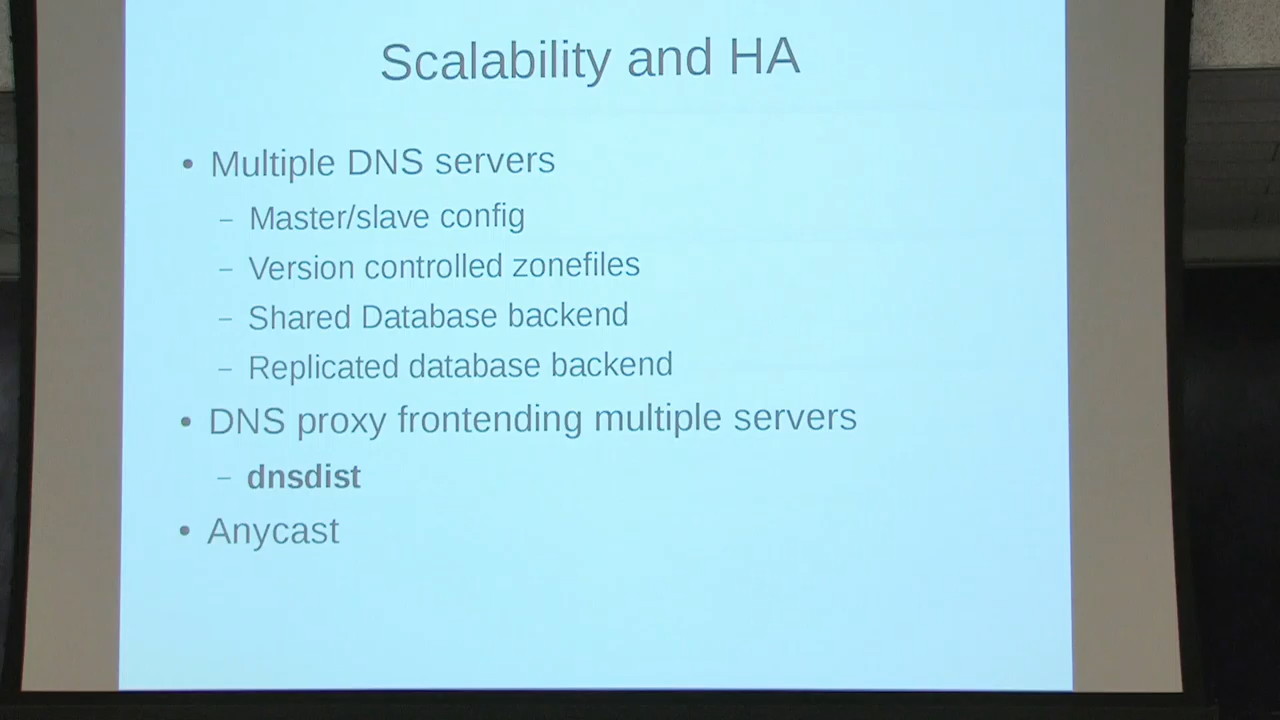 Scalability and HA
• Multiple DNS servers
– Master/slave config
– Version controlled zonefiles
– Shared Database backend
– Replicated database backend
• DNS proxy frontending multiple servers
– dnsdist
• Anycast